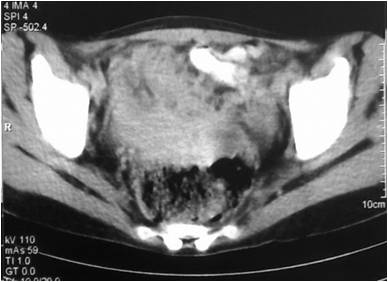 4 IMA 4
SPI 4
SP -502.4
R
10cm
kV 110
mAs 59
TI 1.0
GT 0.0